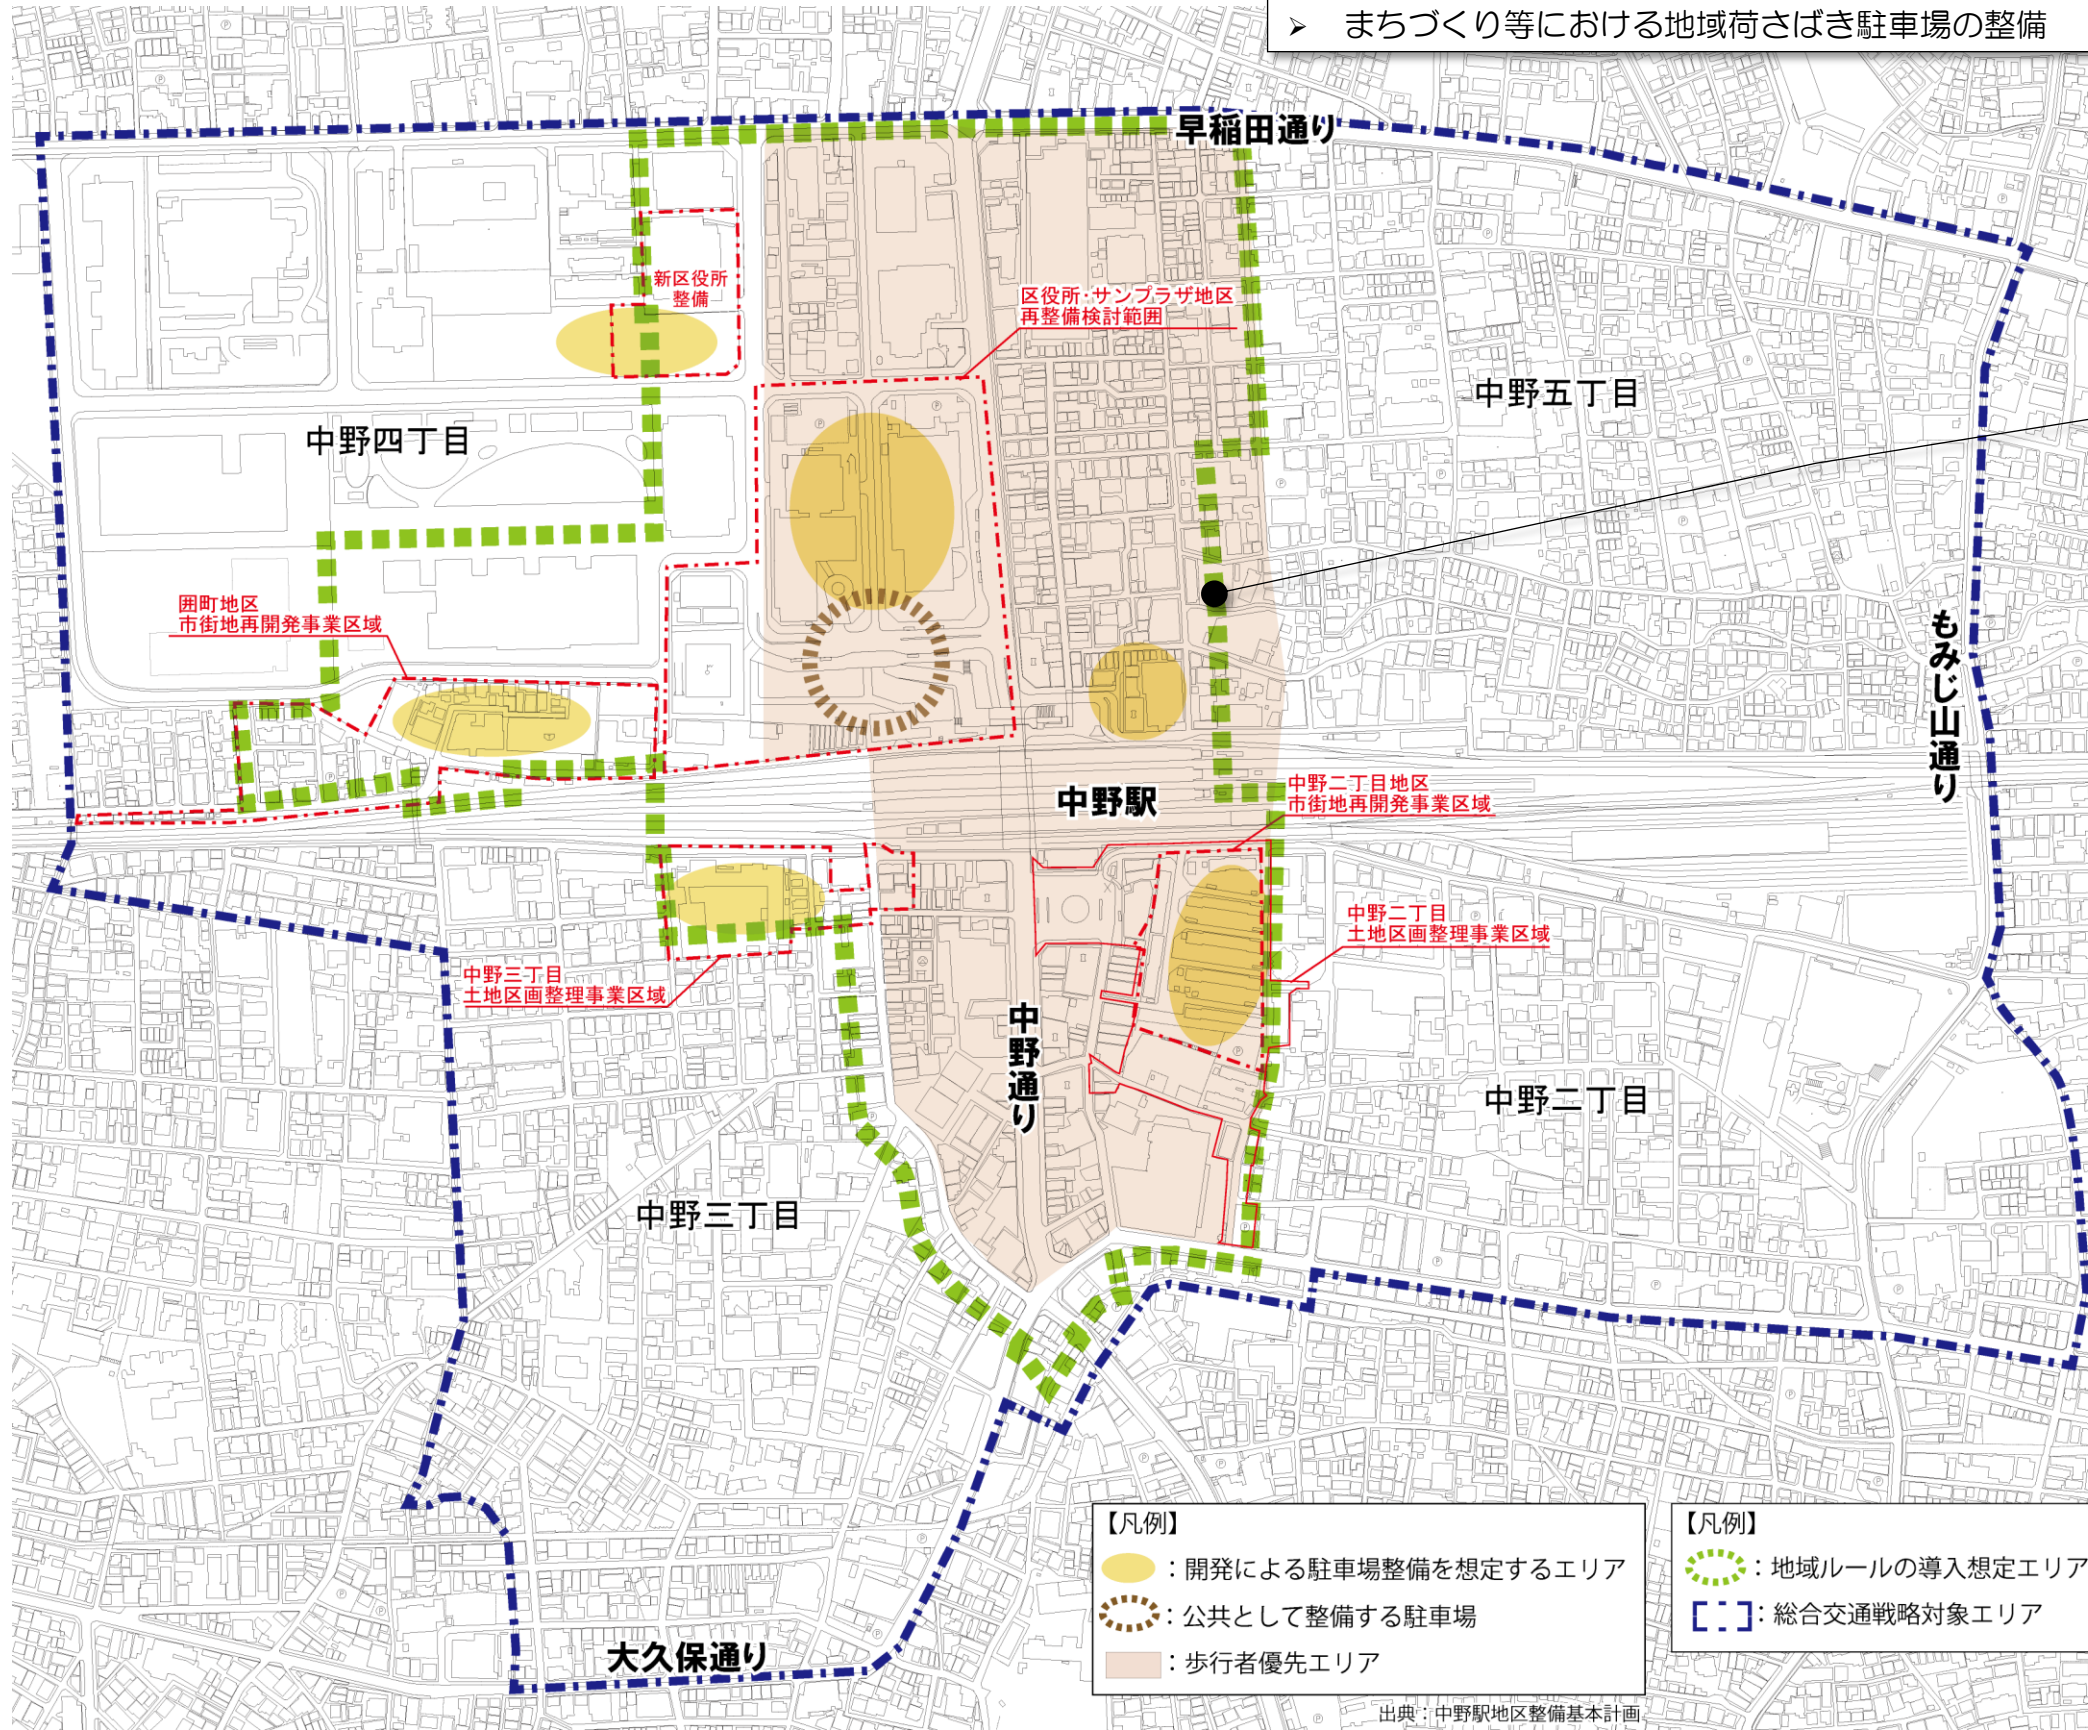 ➢ まちづくり等における地域荷さばき駐車場の整備
早稲田通り
新区役所
整備
区役所・サンプラザ地区
再整備検討範囲
中野五丁目
中野四丁目
囲町地区
市街地再開発事業区域
もみじ山通り
中野駅
中野二丁目地区
市街地再開発事業区域
中野二丁目
土地区画整理事業区域
中野三丁目
土地区画整理事業区域
中野通り
中野二丁目
中野三丁目
大久保通り
【凡例】
：開発による駐車場整備を想定するエリア
：公共として整備する駐車場
：歩行者優先エリア
【凡例】
：地域ルールの導入想定エリア
：総合交通戦略対象エリア
出典：中野駅地区整備基本計画